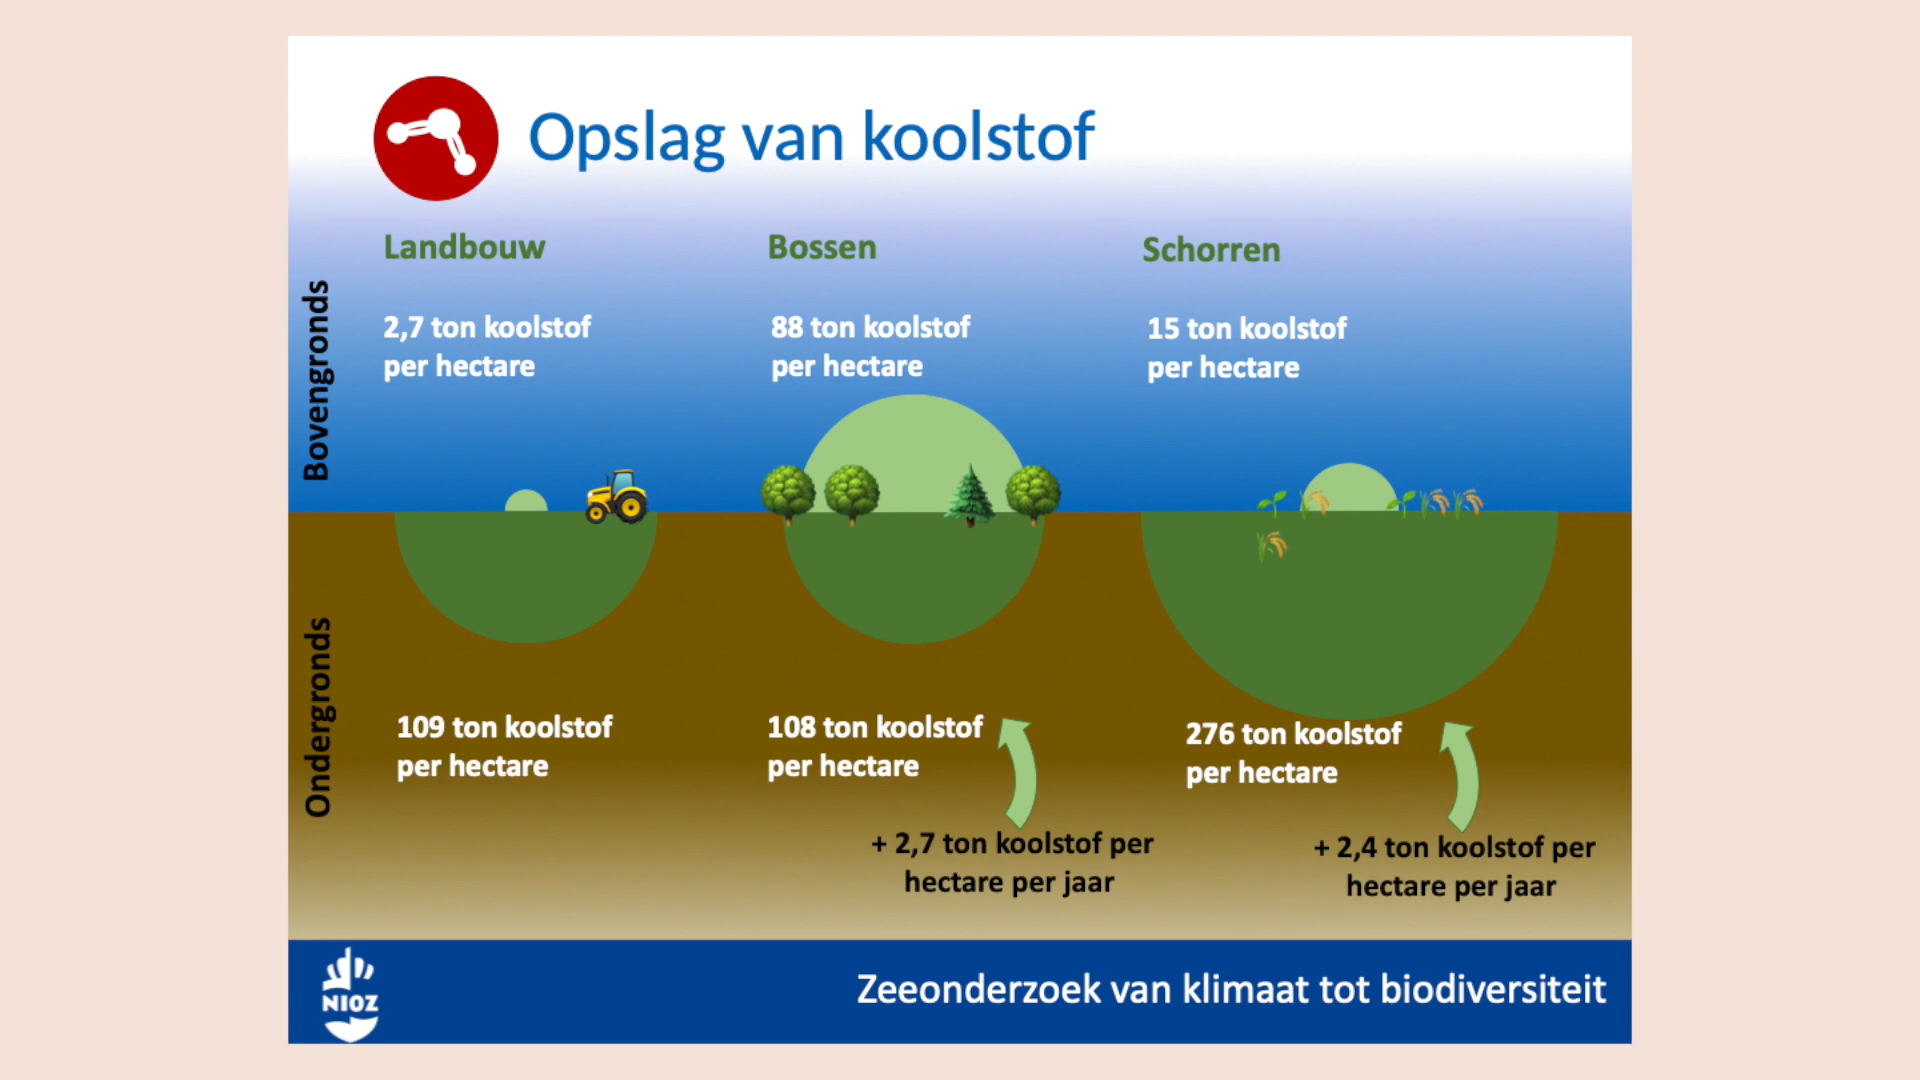 Opslag van koolstof
Landbouw
Bossen
Schorren
Bovengronds
2,7 ton koolstof
per hectare
88 ton koolstof
per hectare
15 ton koolstof
per hectare
Ondergronds
109 ton koolstof
per hectare
108 ton koolstof
per hectare
276 ton koolstof
per hectare
+ 2,7 ton koolstof per
hectare per jaar
+ 2,4 ton koolstof per
hectare per jaar
NIOZ
Zeeonderzoek van klimaat tot biodiversiteit